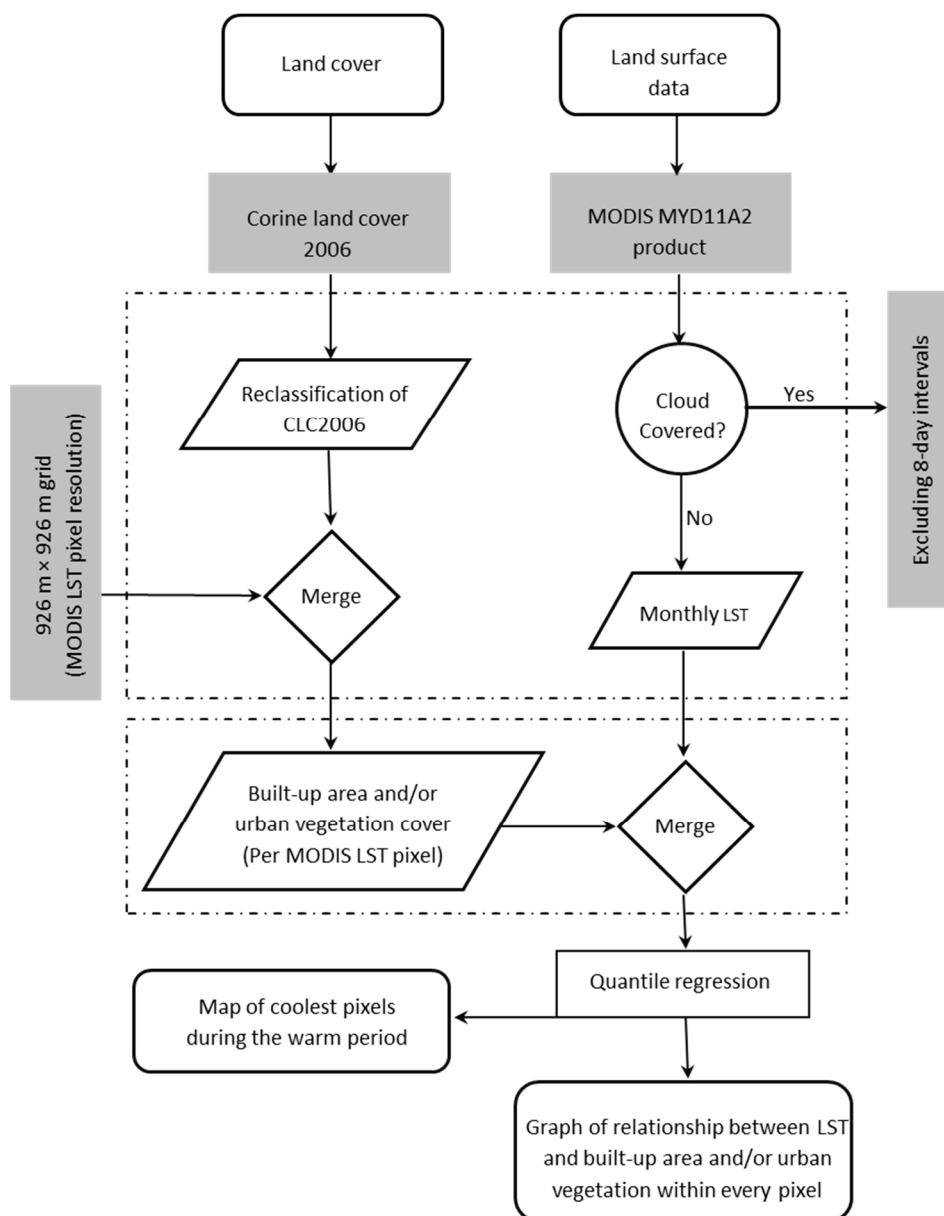 Land cover
Land surface
data
Corine land cover
2006
MODIS MYD11A2
product
Reclassification of
CLC2006
Cloud
Covered?
Yes
Excluding 8-day intervals
No
926 m × 926 m grid
(MODIS LST pixel resolution)
Merge
Monthly LST
Built-up area and/or
urban vegetation cover
(Per MODIS LST pixel)
Merge
Quantile regression
Map of coolest pixels
during the warm period
Graph of relationship between LST
and built-up area and/or urban
vegetation within every pixel